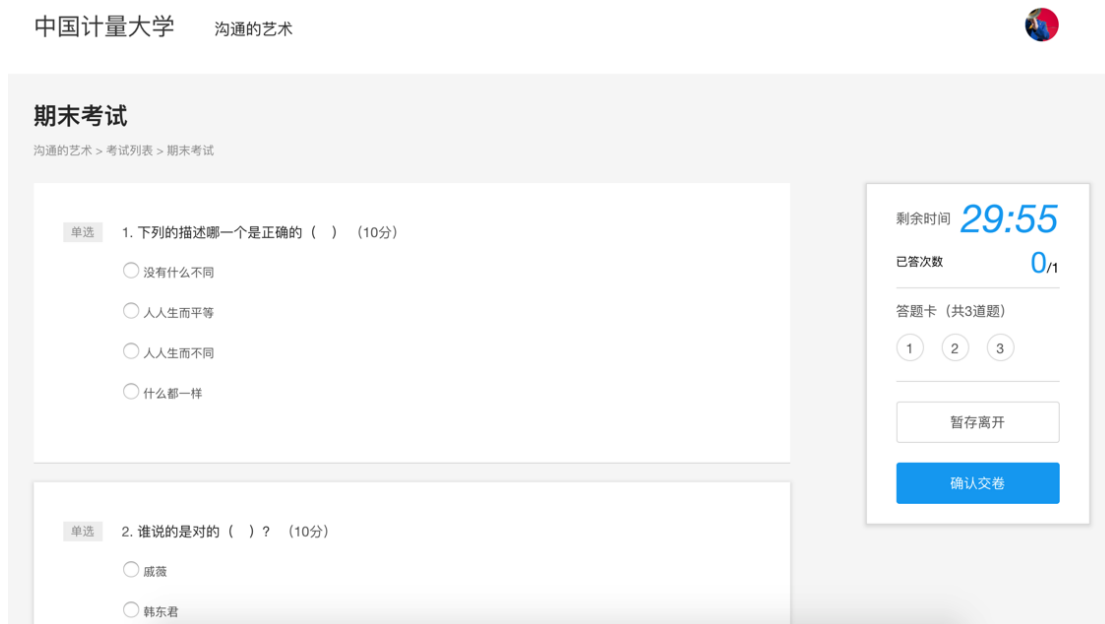 中国计量大学 沟通的艺术
期末考试
沟通的艺术 > 考试列表 > 期末考试
单选 1. 下列的描述哪一个是正确的（ ）（10分）
没有什么不同
人人生而平等
人人生而不同
什么都一样
单选 2. 谁说的是对的（ ）? （10分）
戚薇
韩东君
剩余时间 29:55
已答次数 0/1
答题卡（共3道题）
1 2 3
暂存离开
确认交卷